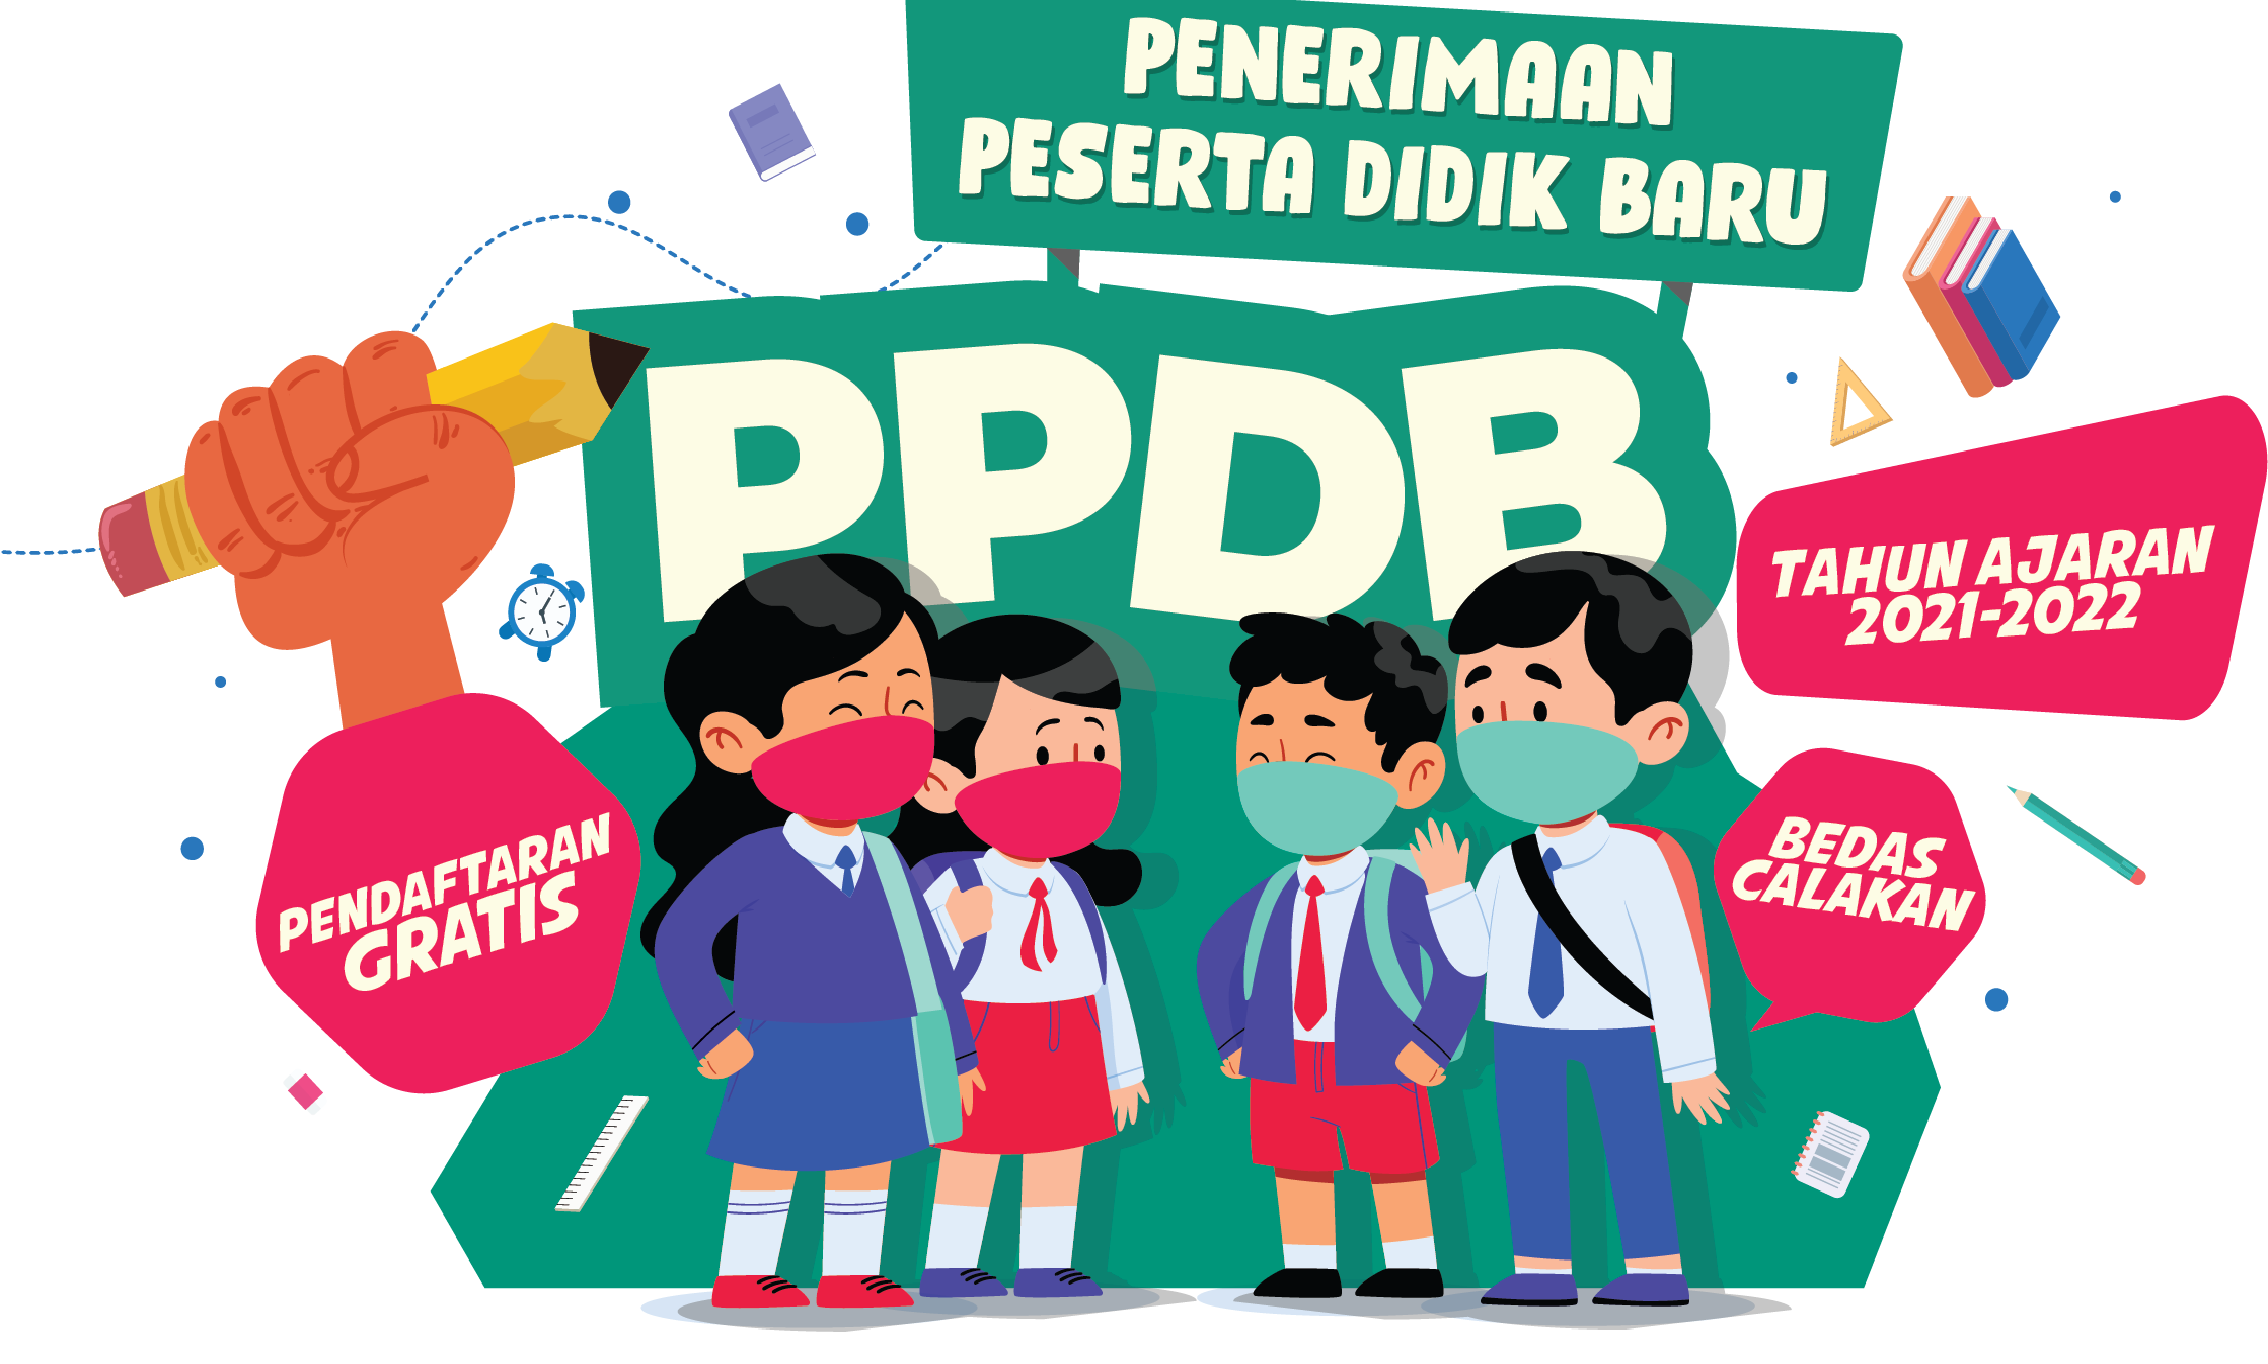 PENERIMAAN
PESERTA DIDIK BARU
PPDB
TAHUN AJARAN
2021-2022
PENDAFTARAN
GRATIS
BEDAS
CALAKAN